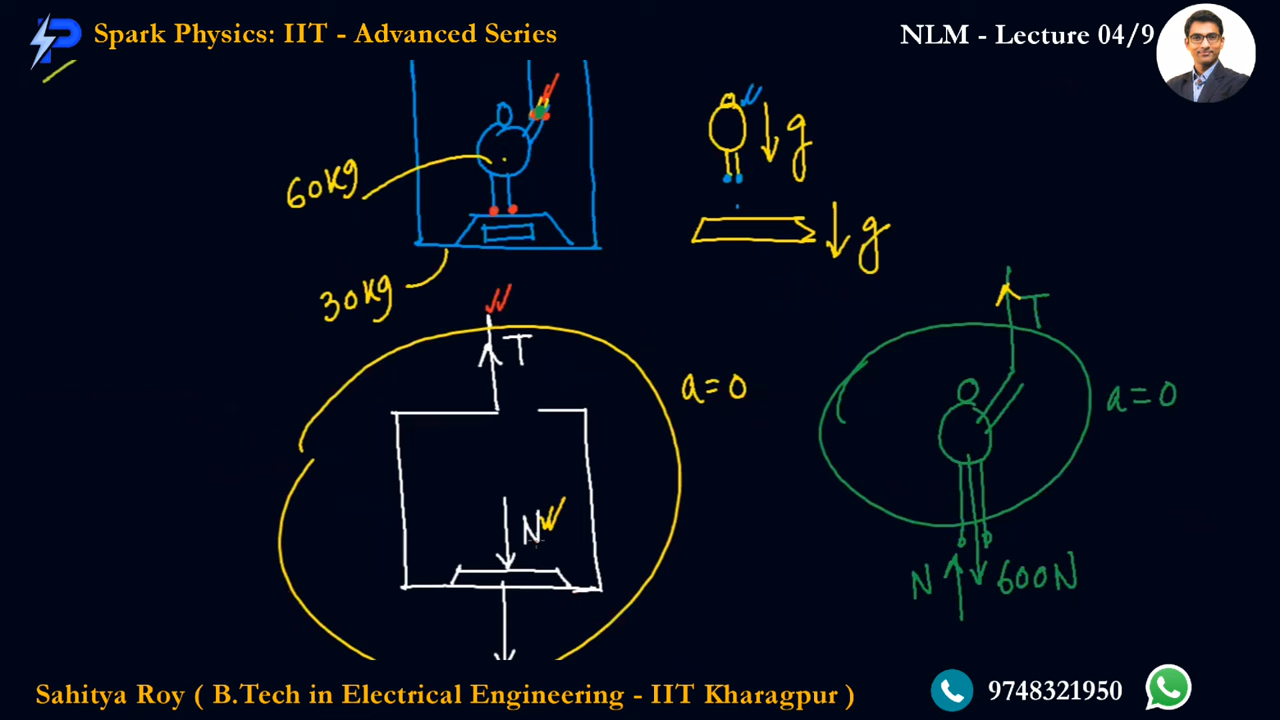 Spark Physics: IIT - Advanced Series
NLM - Lecture 04/9
60kg
30kg
g
g
T
a=0
N
T
a=0
N
600N
Sahitya Roy ( B.Tech in Electrical Engineering - IIT Kharagpur )
9748321950